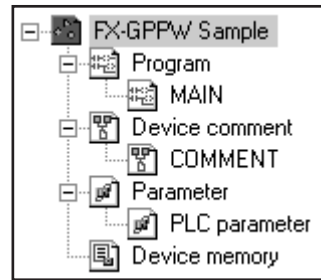 FX-GPPW Sample
Program
MAIN
Device comment
COMMENT
Parameter
PLC parameter
Device memory